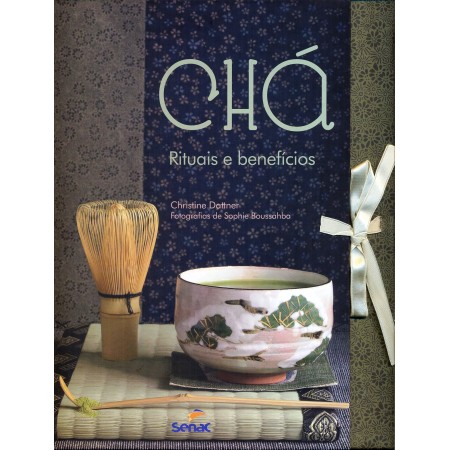 CHÁ
Rituais e benefícios
Christine Dattner
Fotografias de Sophie Boussahba
Senac